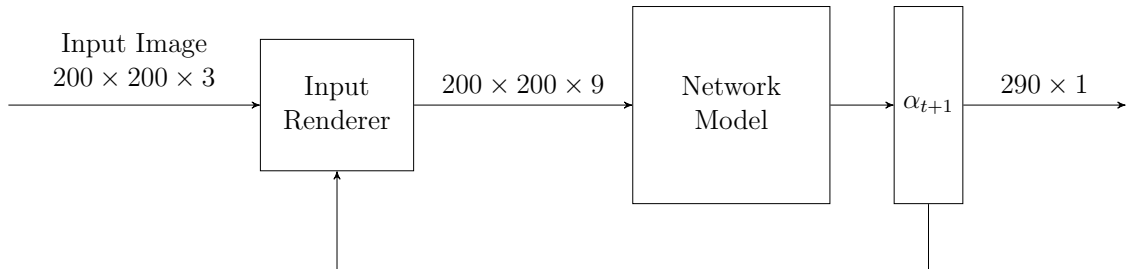 Input Image
200 × 200 × 3
Input
Renderer
200 × 200 × 9
Network
Model
α_{t+1}
290 × 1